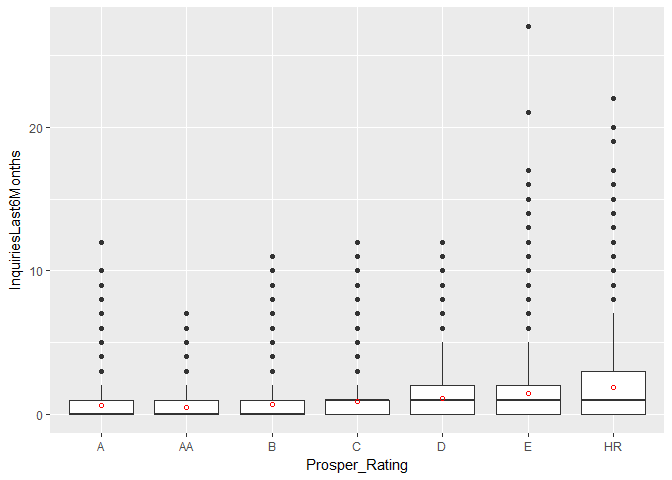 InquiriesLast6Months
20
10
0
A AA B C D E HR
Prosper_Rating